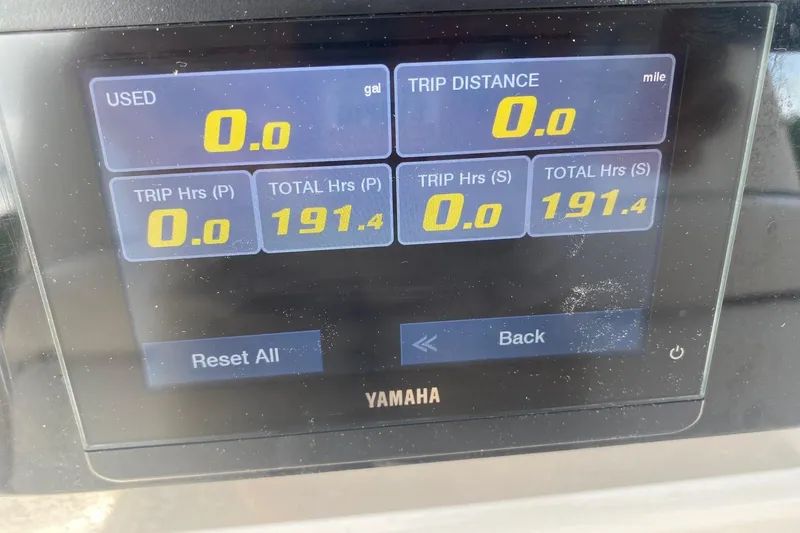 USED gal
0.0
TRIP DISTANCE mile
0.0
TRIP Hrs (P)
0.0
TOTAL Hrs (P)
191.4
TRIP Hrs (S)
0.0
TOTAL Hrs (S)
191.4
Reset All
Back
YAMAHA